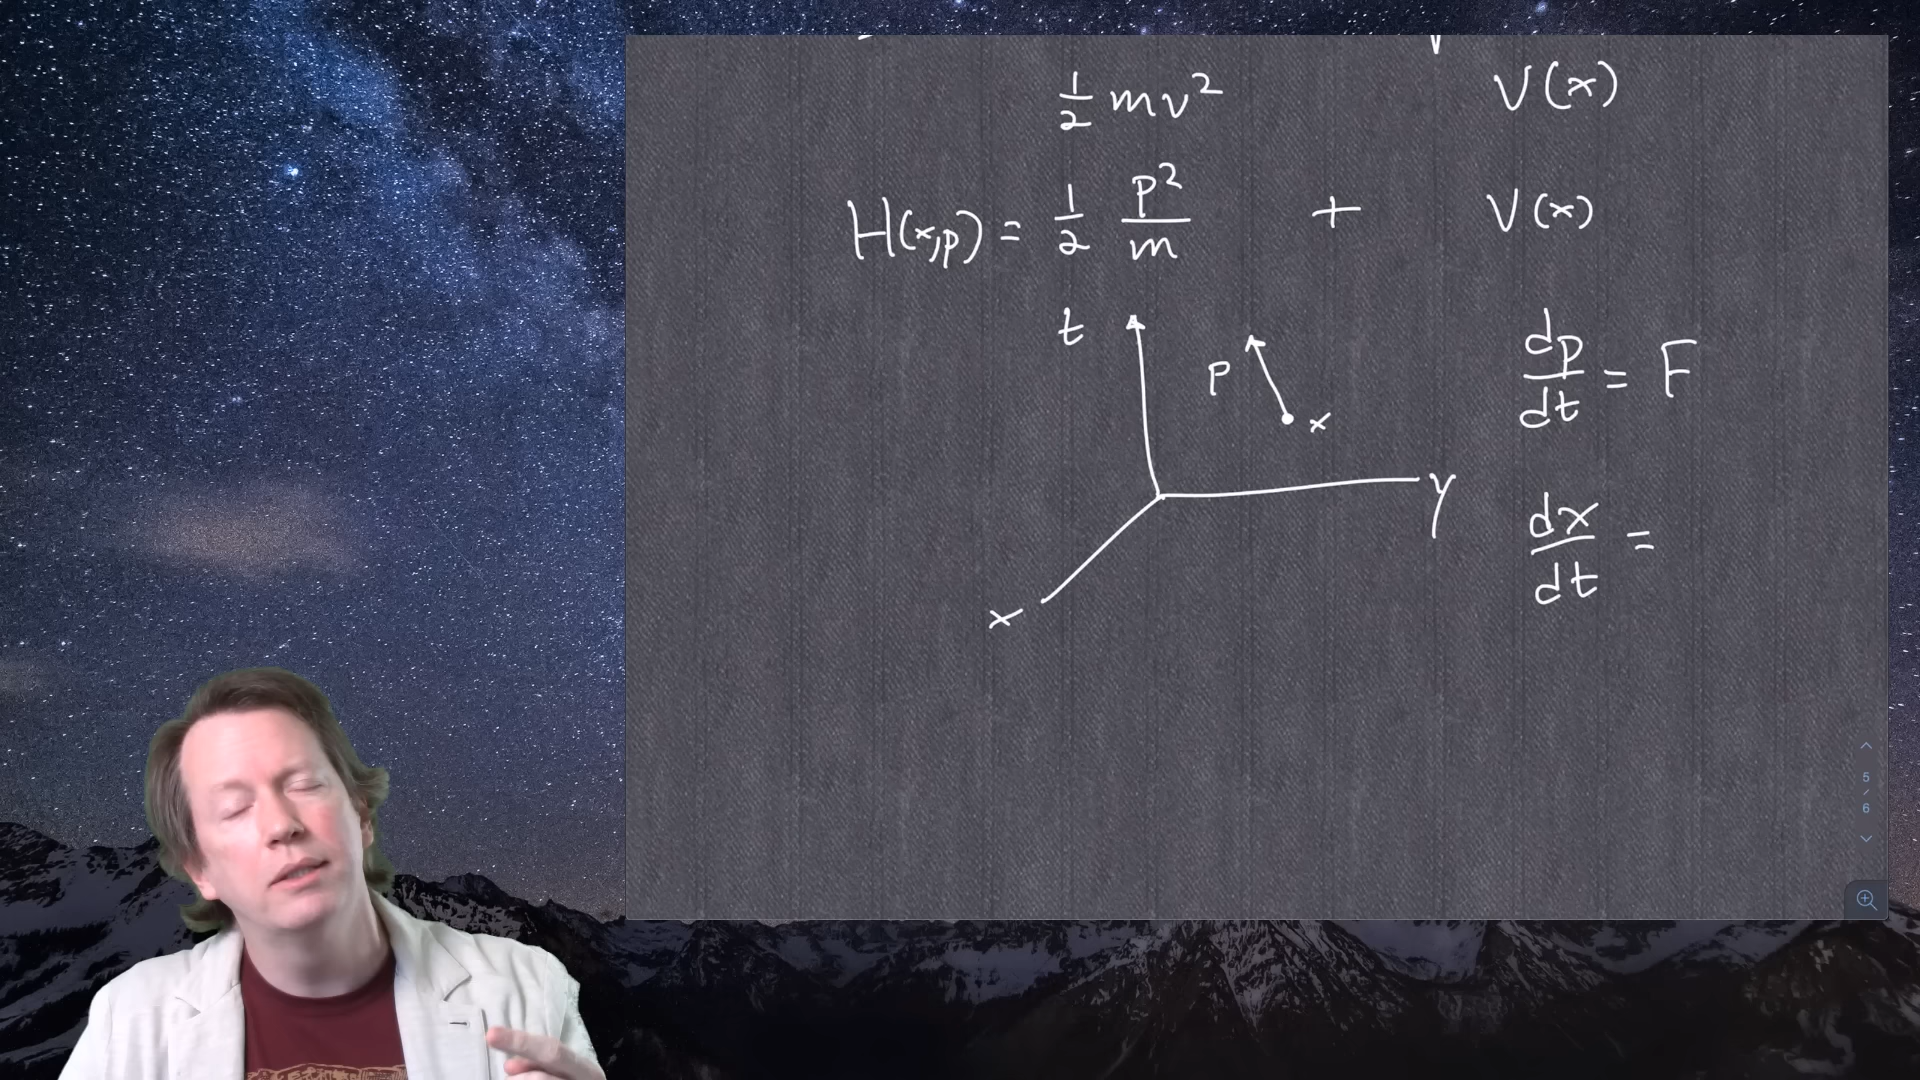 1/2 mv² V(x)
H(x,p) = 1/2 p²/m + V(x)
t
p
x
dp/dt = F
y
dx/dt =
x
5
/
6